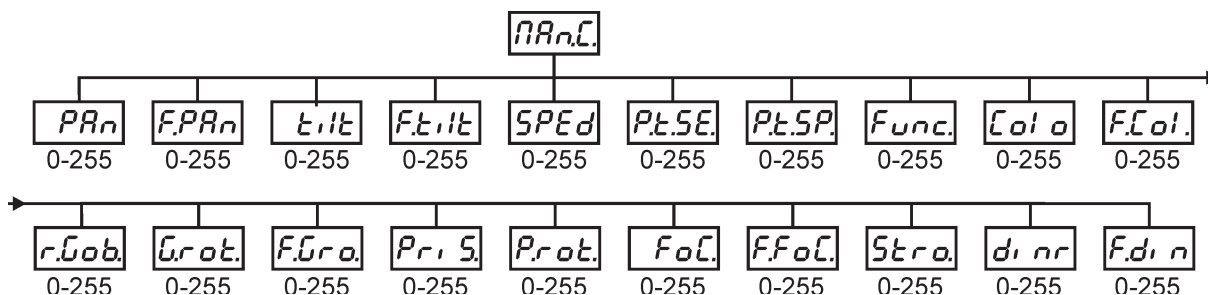 MAn.C.
PAn F.PAn tilt F.tilt SPEd P.t.SE. P.t.SP. Func. Colo F.Col.
0-255 0-255 0-255 0-255 0-255 0-255 0-255 0-255 0-255 0-255
r.Gob. G.rot. F.Gro. PriS. P.rot. FoC. F.FoC. Stro. dinr F.din
0-255 0-255 0-255 0-255 0-255 0-255 0-255 0-255 0-255 0-255